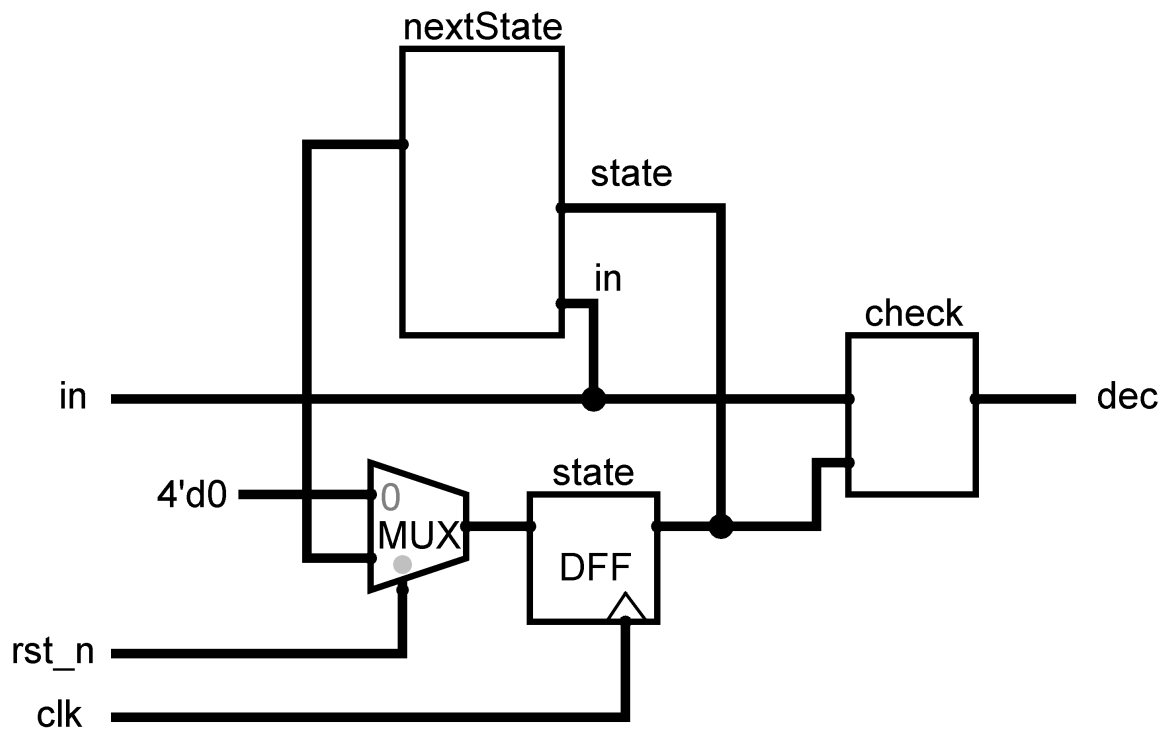 nextState
state
in
check
in
dec
state
4'd0
0
MUX
DFF
rst_n
clk